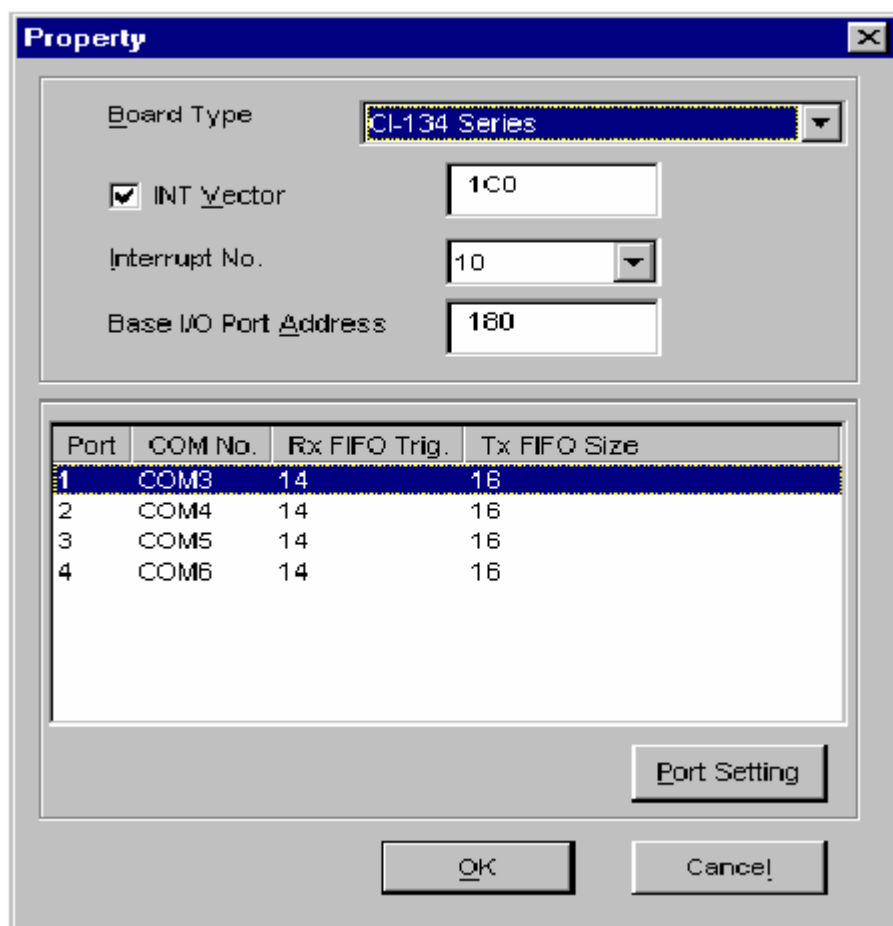 Property
Board Type CI-134 Series
INT Vector 1C0
Interrupt No. 10
Base I/O Port Address 180
Port COM No. Rx FIFO Trig. Tx FIFO Size
1 COM3 14 16
2 COM4 14 16
3 COM5 14 16
4 COM6 14 16
Port Setting
OK Cancel